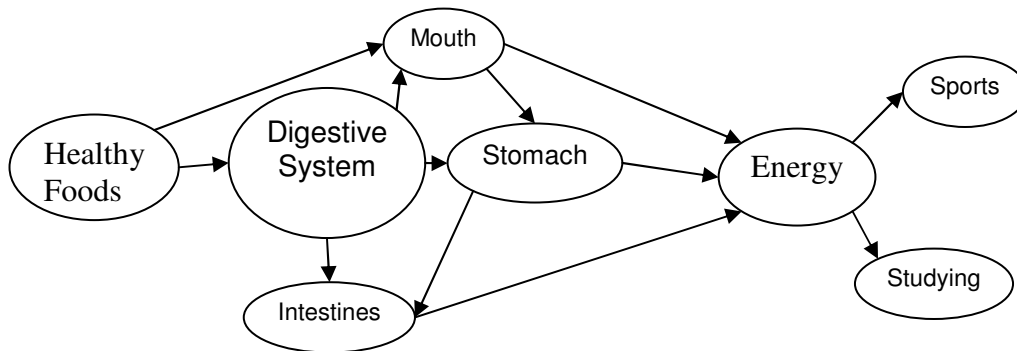 Healthy
Foods
Digestive
System
Mouth
Stomach
Intestines
Energy
Sports
Studying